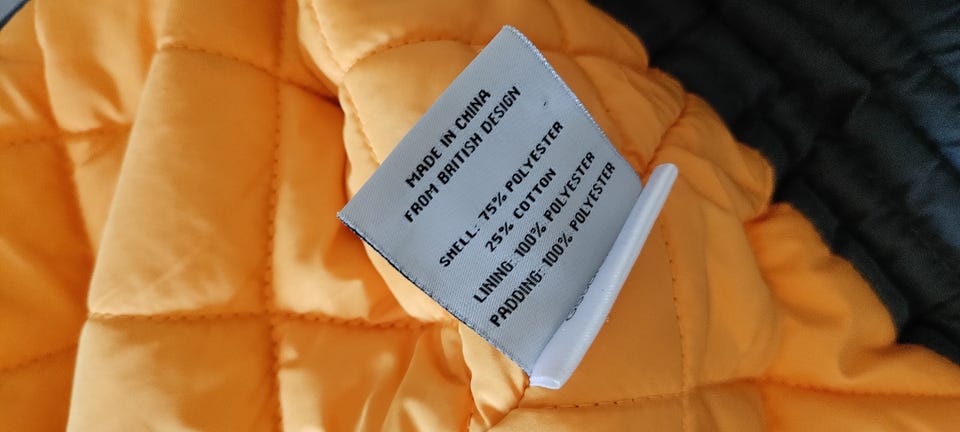 MADE IN CHINA
FROM BRITISH DESIGN
SHELL: 75% POLYESTER
25% COTTON
LINING: 100% POLYESTER
PADDING: 100% POLYESTER